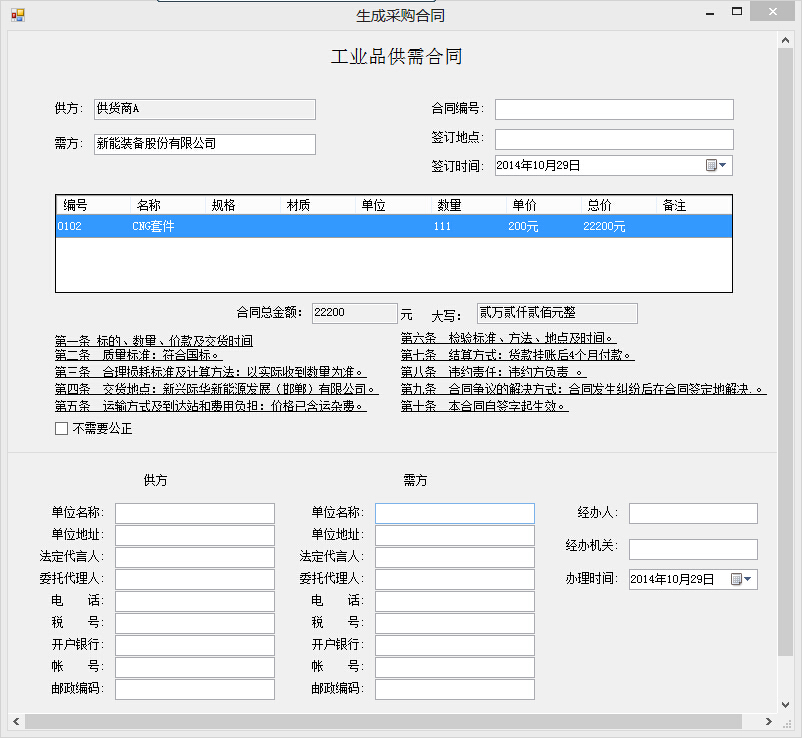 生成采购合同
工业品供需合同
供方： 供货商A
合同编号：
签订地点：
需方： 新能装备股份有限公司
签订时间： 2014年10月29日
编号 名称 规格 材质 单位 数量 单价 总价 备注
0102 CNG套件 111 200元 22200元
合同总金额： 22200 元 大写： 贰万贰仟贰佰元整
第一条 标的、数量、价款及交货时间
第二条 质量标准：符合国标。
第三条 合理损耗标准及计算方法：以实际收到数量为准。
第四条 交货地点：新兴际华新能源发展（邯郸）有限公司。
第五条 运输方式及到达站和费用负担：价格已含运杂费。
第六条 检验标准、方法、地点及时间。
第七条 结算方式：货款挂账后4个月付款。
第八条 违约责任：违约方负责 。
第九条 合同争议的解决方式：合同发生纠纷后在合同签定地解决.。
第十条 本合同自签字起生效。
不需要公正
供方
单位名称：
单位地址：
法定代言人：
委托代理人：
电 话：
税 号：
开户银行：
帐 号：
邮政编码：
需方
单位名称：
单位地址：
法定代言人：
委托代理人：
电 话：
税 号：
开户银行：
帐 号：
邮政编码：
经办人：
经办机关：
办理时间： 2014年10月29日